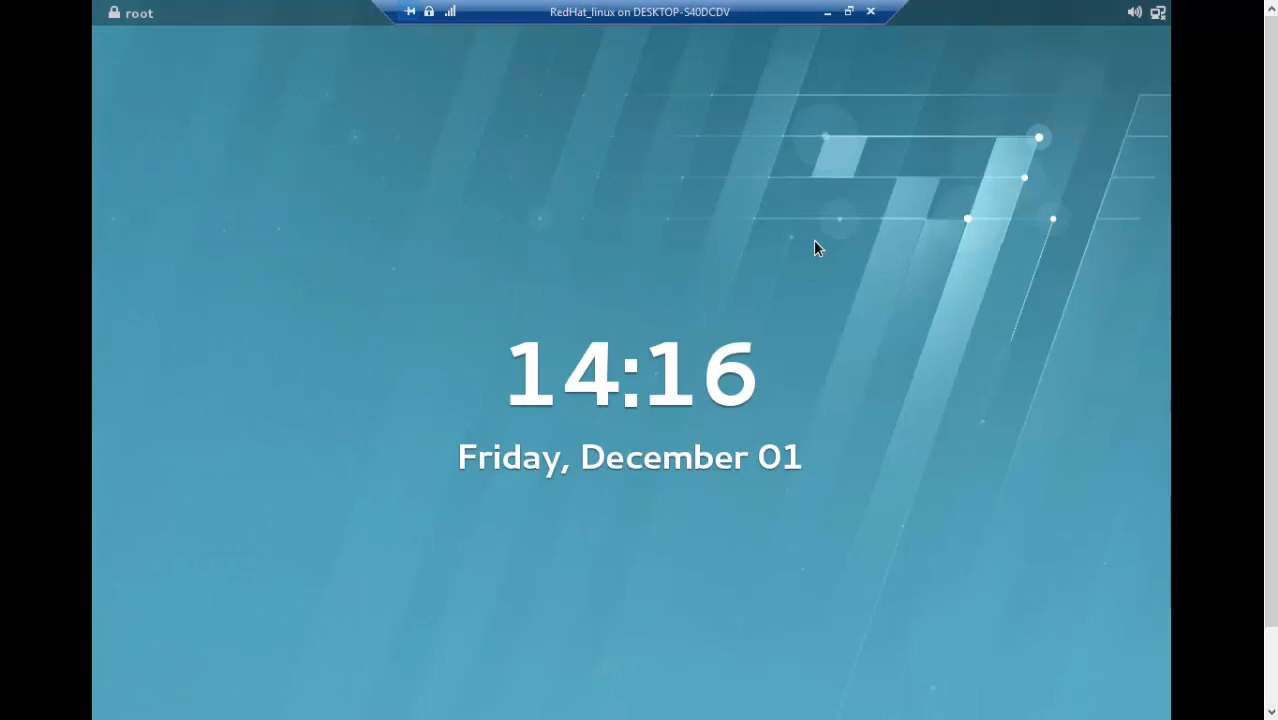 root
RedHat_linux on DESKTOP-S40DCDV
14:16
Friday, December 01